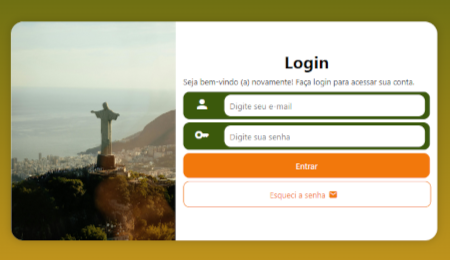 Login
Seja bem-vindo (a) novamente! Faça login para acessar sua conta.
Digite seu e-mail
Digite sua senha
Entrar
Esqueci a senha